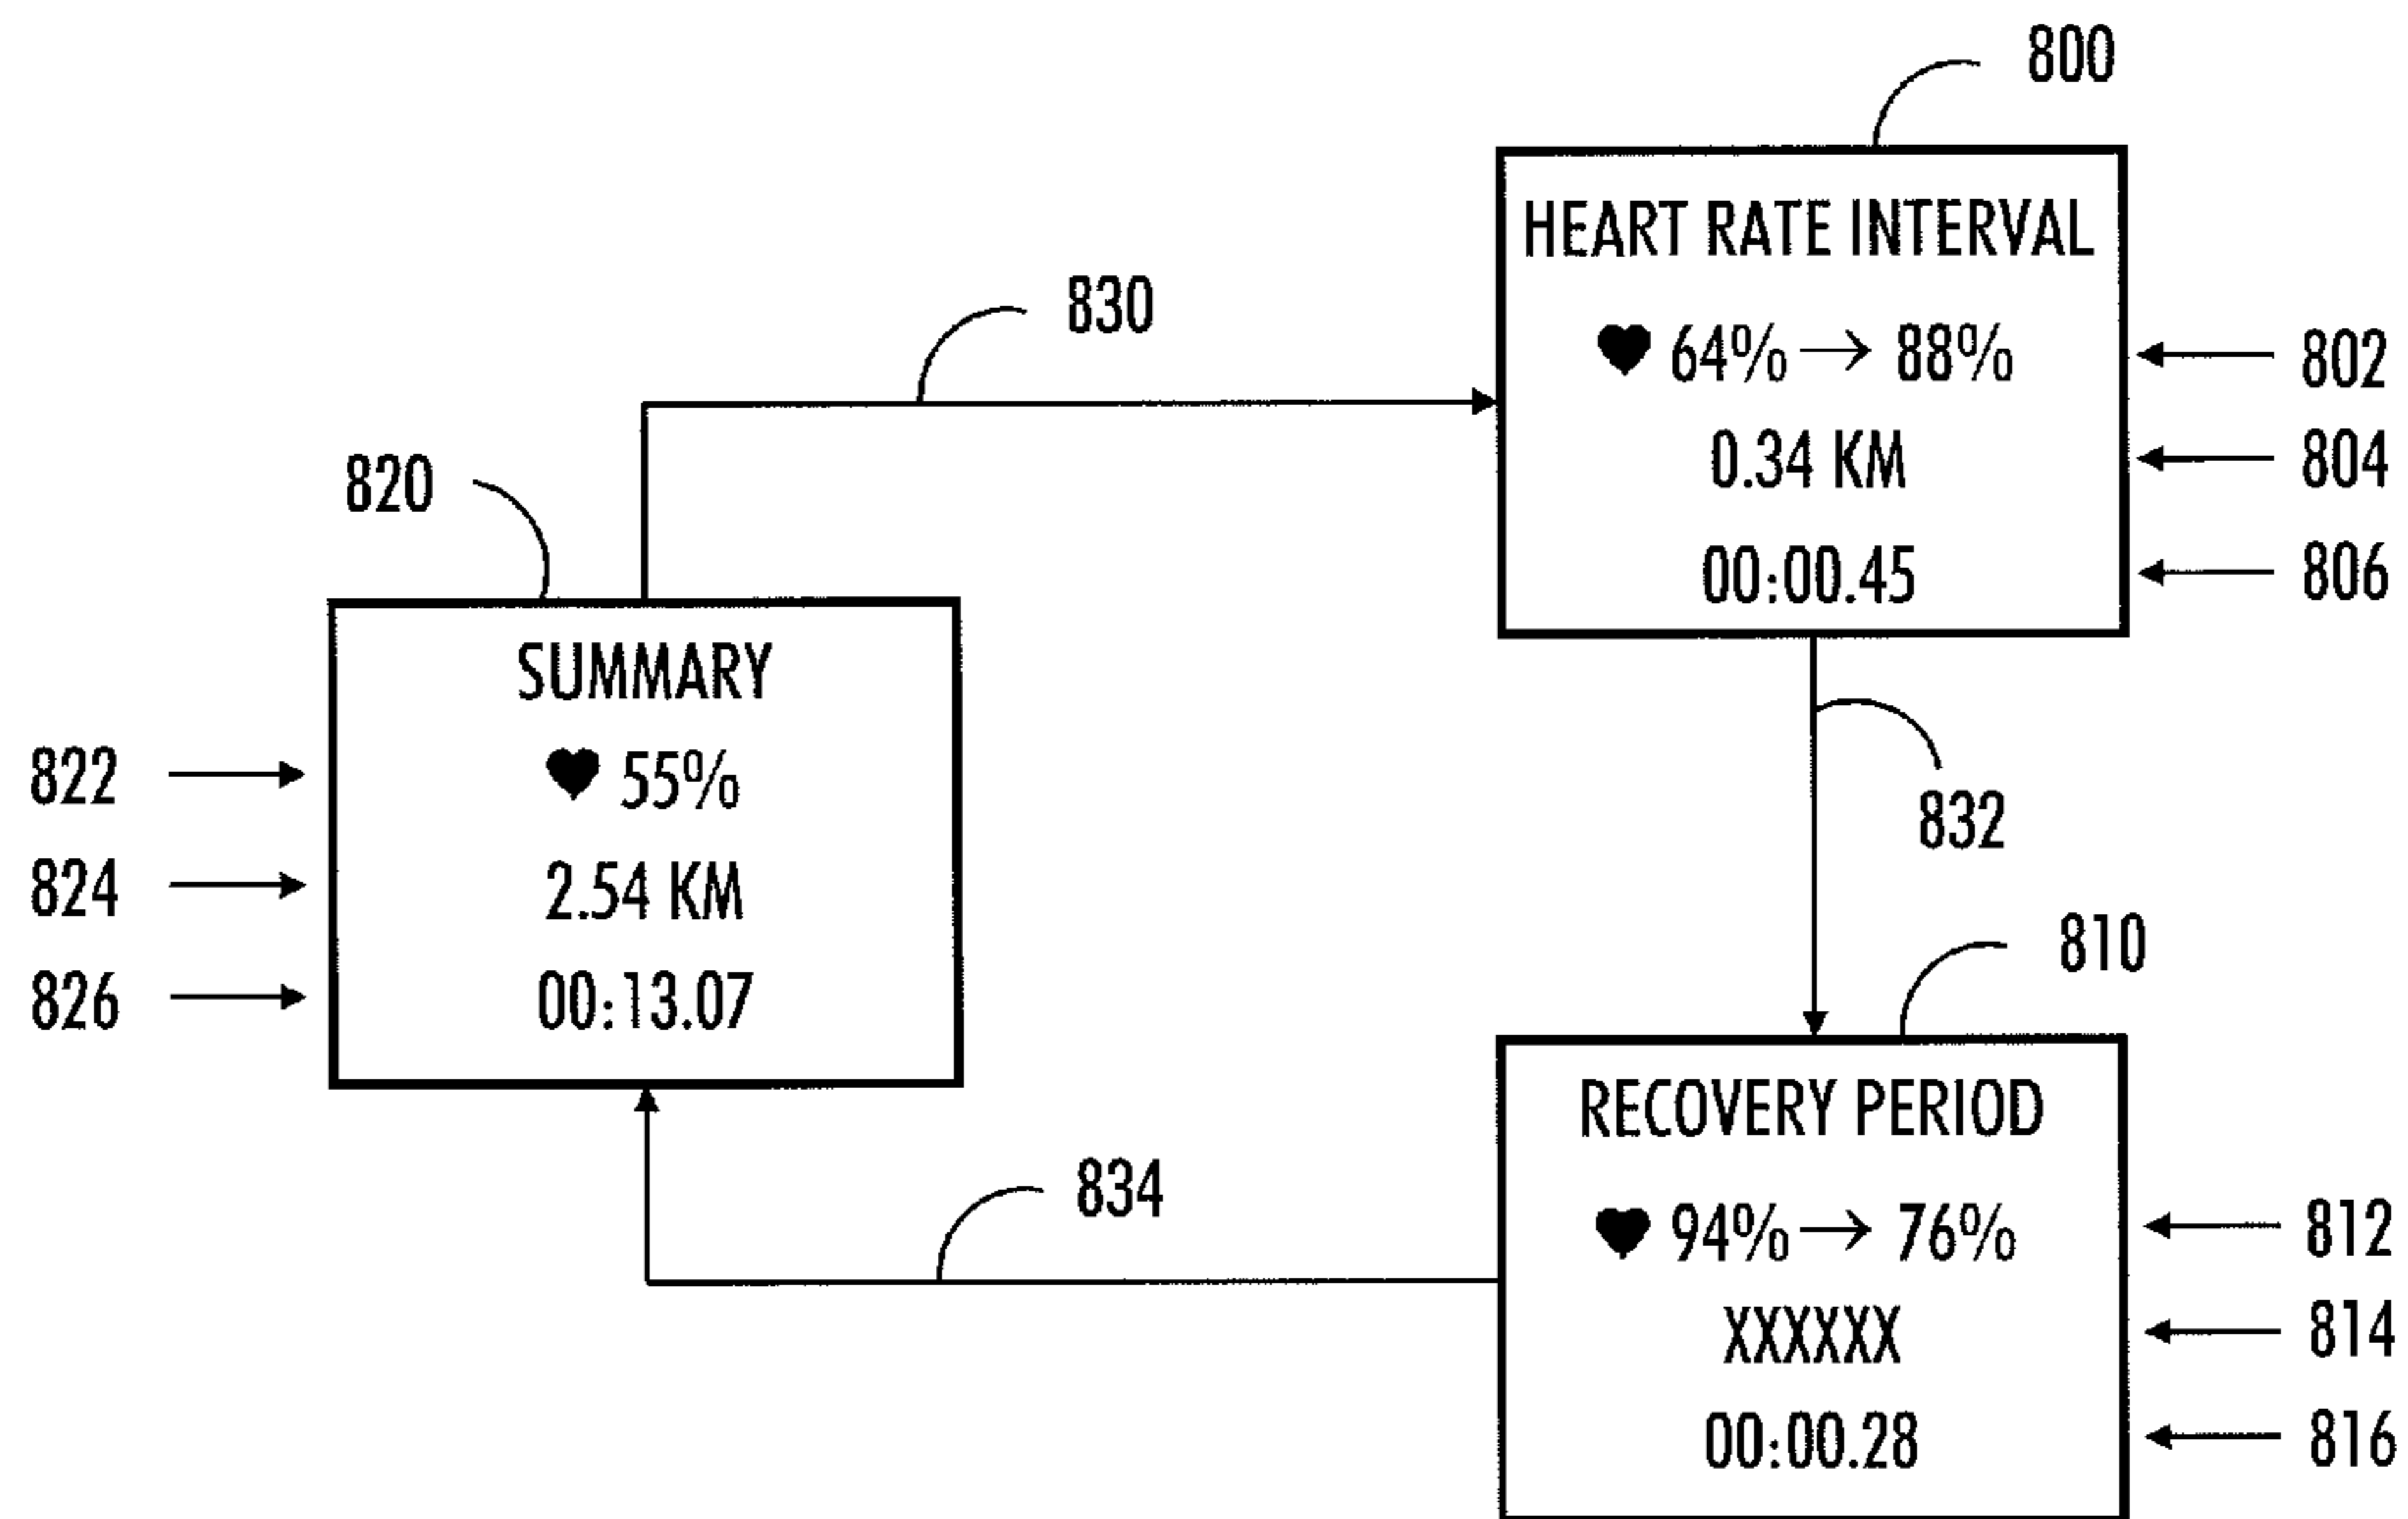 800
HEART RATE INTERVAL
♥ 64% → 88%
802
0.34 KM
804
00:00.45
806
830
820
SUMMARY
822
♥ 55%
824
2.54 KM
826
00:13.07
832
810
RECOVERY PERIOD
♥ 94% → 76%
812
XXXXXX
814
00:00.28
816
834